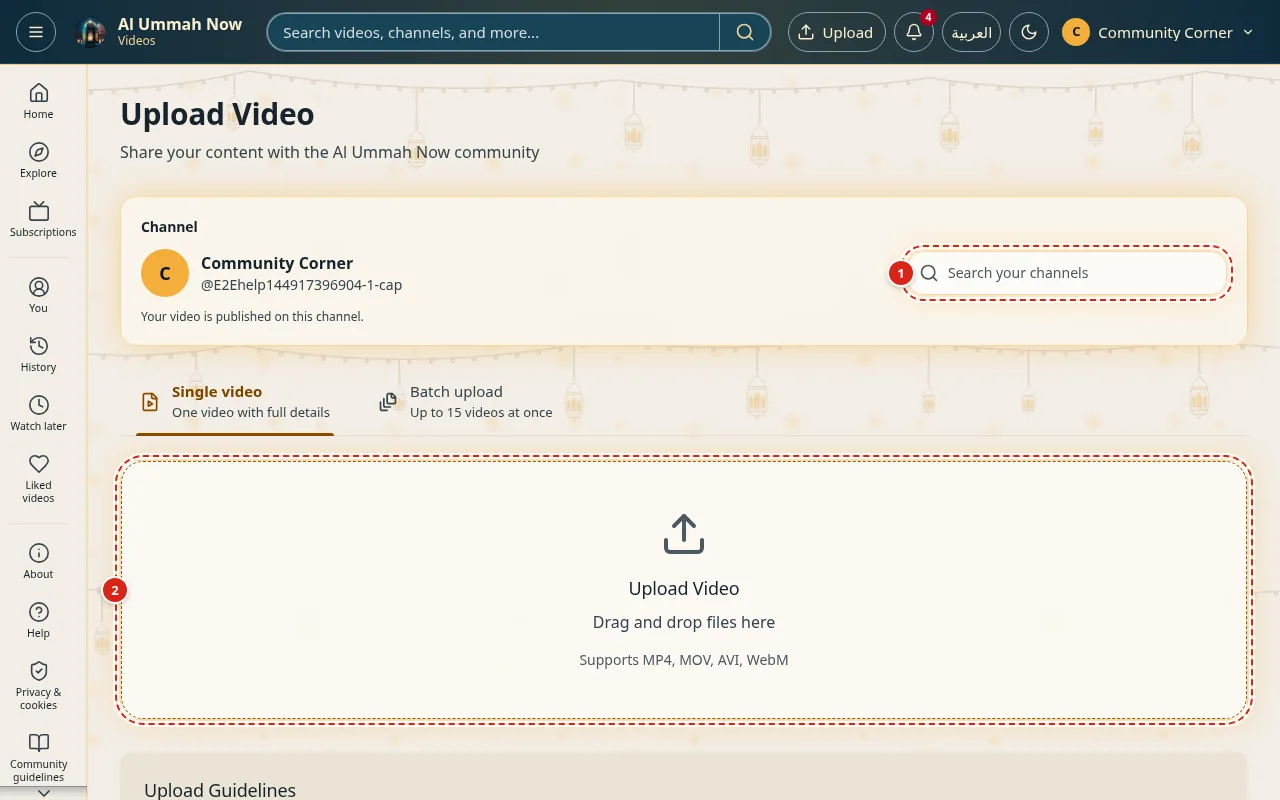 Al Ummah Now
Videos
Search videos, channels, and more...
Upload
4
العربية
C
Community Corner
Home
Explore
Subscriptions
You
History
Watch later
Liked
videos
About
Help
Privacy &
cookies
Community
guidelines
Upload Video
Share your content with the Al Ummah Now community
Channel
C
Community Corner
@E2Ehelp144917396904-1-cap
Your video is published on this channel.
1
Search your channels
Single video
One video with full details
Batch upload
Up to 15 videos at once
2
Upload Video
Drag and drop files here
Supports MP4, MOV, AVI, WebM
Upload Guidelines